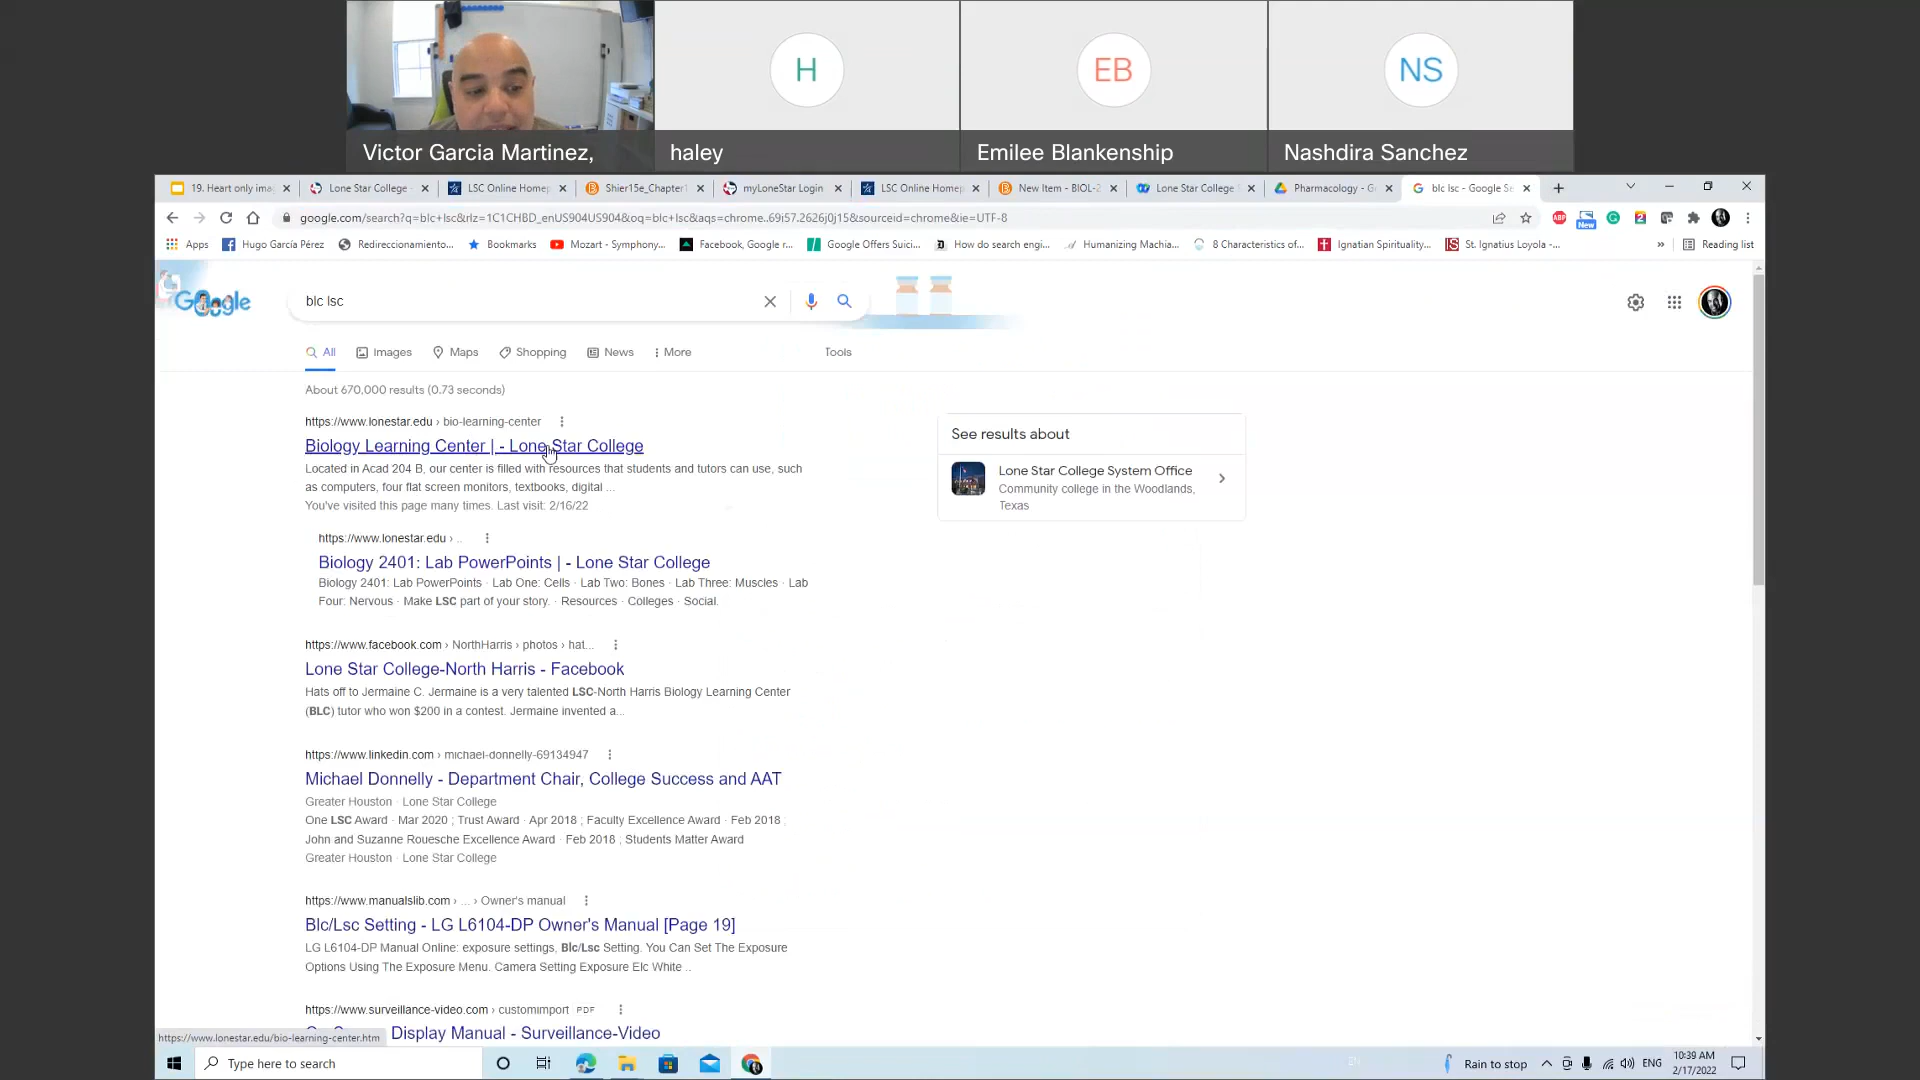 H
EB
NS
Victor Garcia Martinez,
haley
Emilee Blankenship
Nashdira Sanchez
19. Heart only ima
Lone Star College -
LSC Online Homep
Shier15e_Chapter1
myLoneStar Login
LSC Online Homep
New Item - BIOL-2
Lone Star College S
Pharmacology - G
blc lsc - Google Se
google.com/search?q=blc+lsc&rlz=1C1CHBD_enUS904US904&oq=blc+lsc&aqs=chrome..69i57.2626j0j15&sourceid=chrome&ie=UTF-8
ABP
New
2
Apps
Hugo García Pérez
Redireccionamiento...
Bookmarks
Mozart - Symphony...
Facebook, Google r...
Google Offers Suici...
How do search engi...
Humanizing Machia...
8 Characteristics of...
Ignatian Spirituality...
St. Ignatius Loyola -...
»
Reading list
Google
blc lsc
All
Images
Maps
Shopping
News
More
Tools
About 670,000 results (0.73 seconds)
https://www.lonestar.edu › bio-learning-center
Biology Learning Center | - Lone Star College
Located in Acad 204 B, our center is filled with resources that students and tutors can use, such
as computers, four flat screen monitors, textbooks, digital ...
You've visited this page many times. Last visit: 2/16/22
See results about
Lone Star College System Office
Community college in the Woodlands,
Texas
https://www.lonestar.edu › ..
Biology 2401: Lab PowerPoints | - Lone Star College
Biology 2401: Lab PowerPoints · Lab One: Cells · Lab Two: Bones · Lab Three: Muscles · Lab
Four: Nervous · Make LSC part of your story. · Resources · Colleges · Social.
https://www.facebook.com › NorthHarris › photos › hat...
Lone Star College-North Harris - Facebook
Hats off to Jermaine C. Jermaine is a very talented LSC-North Harris Biology Learning Center
(BLC) tutor who won $200 in a contest. Jermaine invented a...
https://www.linkedin.com › michael-donnelly-69134947
Michael Donnelly - Department Chair, College Success and AAT
Greater Houston · Lone Star College
One LSC Award · Mar 2020 ; Trust Award · Apr 2018 ; Faculty Excellence Award · Feb 2018 ;
John and Suzanne Rouesche Excellence Award · Feb 2018 ; Students Matter Award
Greater Houston · Lone Star College
https://www.manualslib.com › ... › Owner's manual
Blc/Lsc Setting - LG L6104-DP Owner's Manual [Page 19]
LG L6104-DP Manual Online: exposure settings, Blc/Lsc Setting. You Can Set The Exposure
Options Using The Exposure Menu. Camera Setting Exposure Elc White ..
https://www.surveillance-video.com › customimport PDF
Display Manual - Surveillance-Video
https://www.lonestar.edu/bio-learning-center.htm
Type here to search
Rain to stop
ENG
10:39 AM
2/17/2022